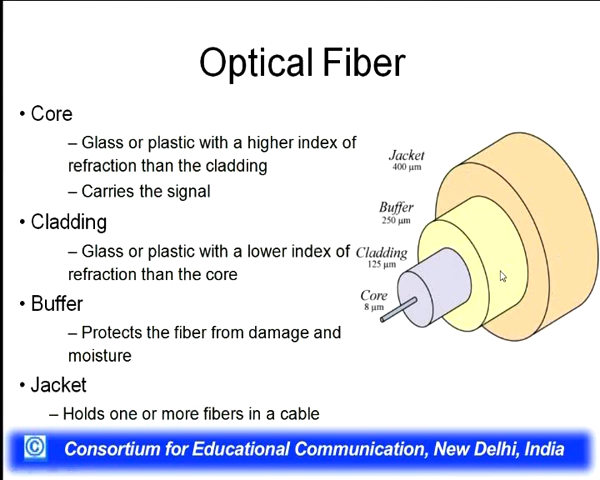 Optical Fiber
• Core
– Glass or plastic with a higher index of
refraction than the cladding
– Carries the signal
• Cladding
– Glass or plastic with a lower index of
refraction than the core
• Buffer
– Protects the fiber from damage and
moisture
• Jacket
– Holds one or more fibers in a cable
Jacket
400 μm
Buffer
250 μm
Cladding
125 μm
Core
8 μm
© Consortium for Educational Communication, New Delhi, India